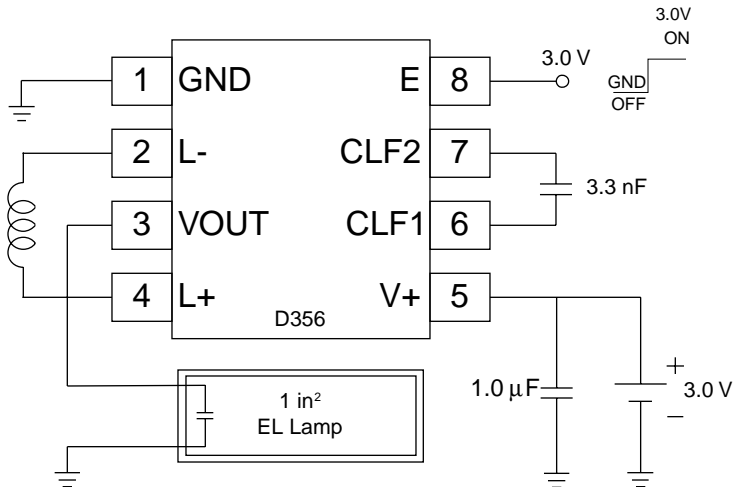 3.0V
ON
3.0 V
GND
OFF
1 GND E 8
2 L- CLF2 7
3.3 nF
3 VOUT CLF1 6
4 L+ V+ 5
D356
1 in²
EL Lamp
1.0 µF
+
3.0 V
−